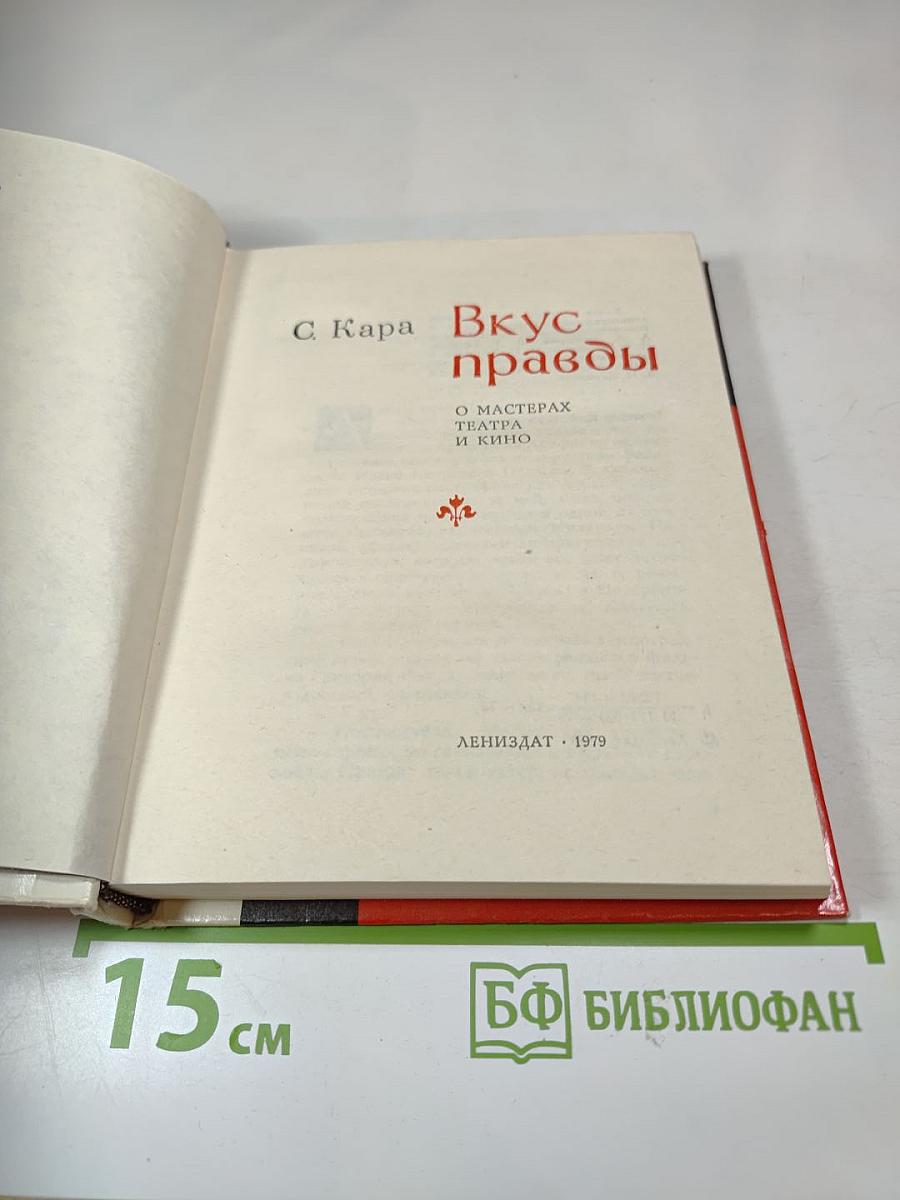 С. Кара
Вкус
правды
О МАСТЕРАХ
ТЕАТРА
И КИНО
ЛЕНИЗДАТ · 1979
15 см
БФ БИБЛИОФАН